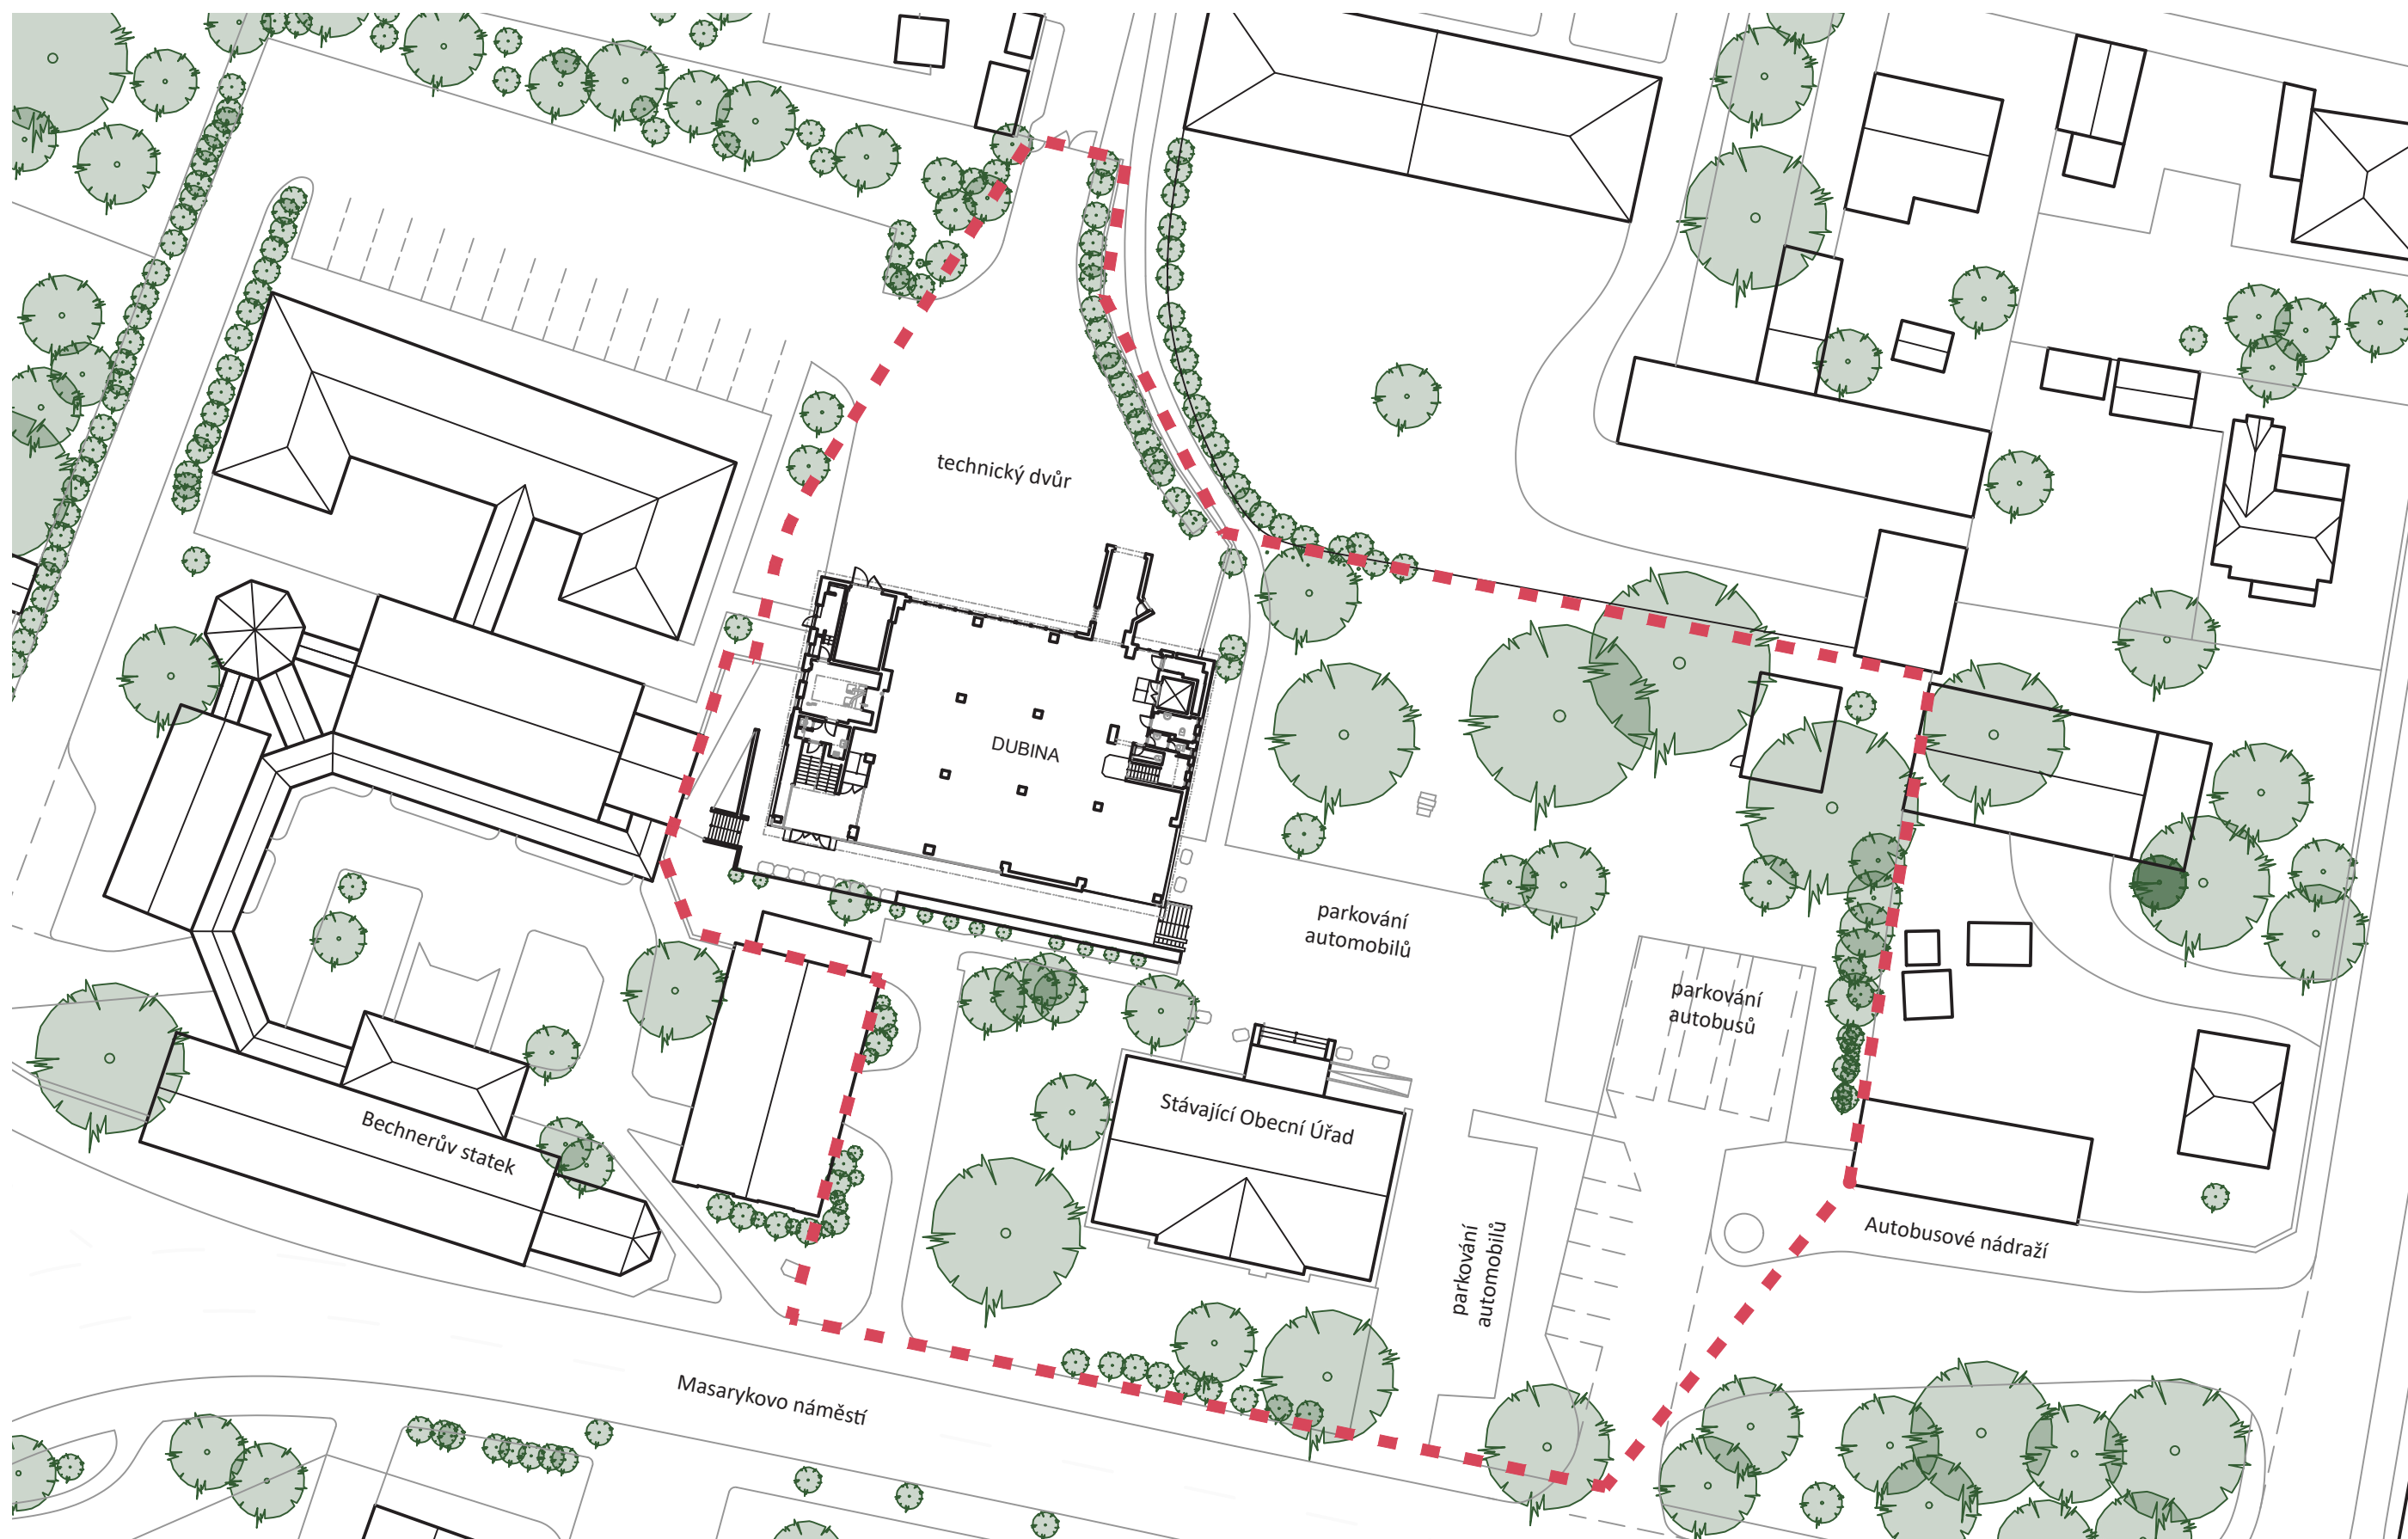 technický dvůr
DUBINA
parkování
automobilů
parkování
autobusů
Stávající Obecní Úřad
Bechnerův statek
parkování
automobilů
Autobusové nádraží
Masarykovo náměstí